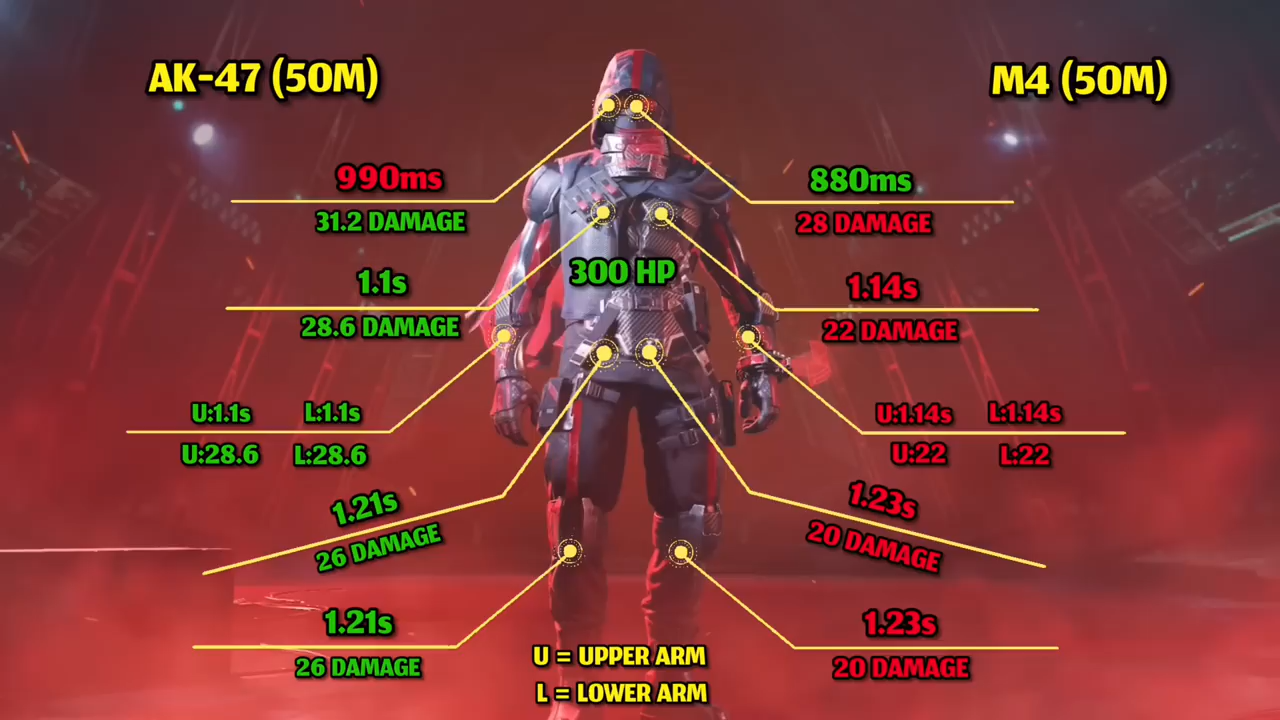 AK-47 (50M)
M4 (50M)
990ms
31.2 DAMAGE
880ms
28 DAMAGE
300 HP
1.1s
28.6 DAMAGE
1.14s
22 DAMAGE
U:1.1s L:1.1s
U:28.6 L:28.6
U:1.14s L:1.14s
U:22 L:22
1.21s
26 DAMAGE
1.23s
20 DAMAGE
1.21s
26 DAMAGE
1.23s
20 DAMAGE
U = UPPER ARM
L = LOWER ARM